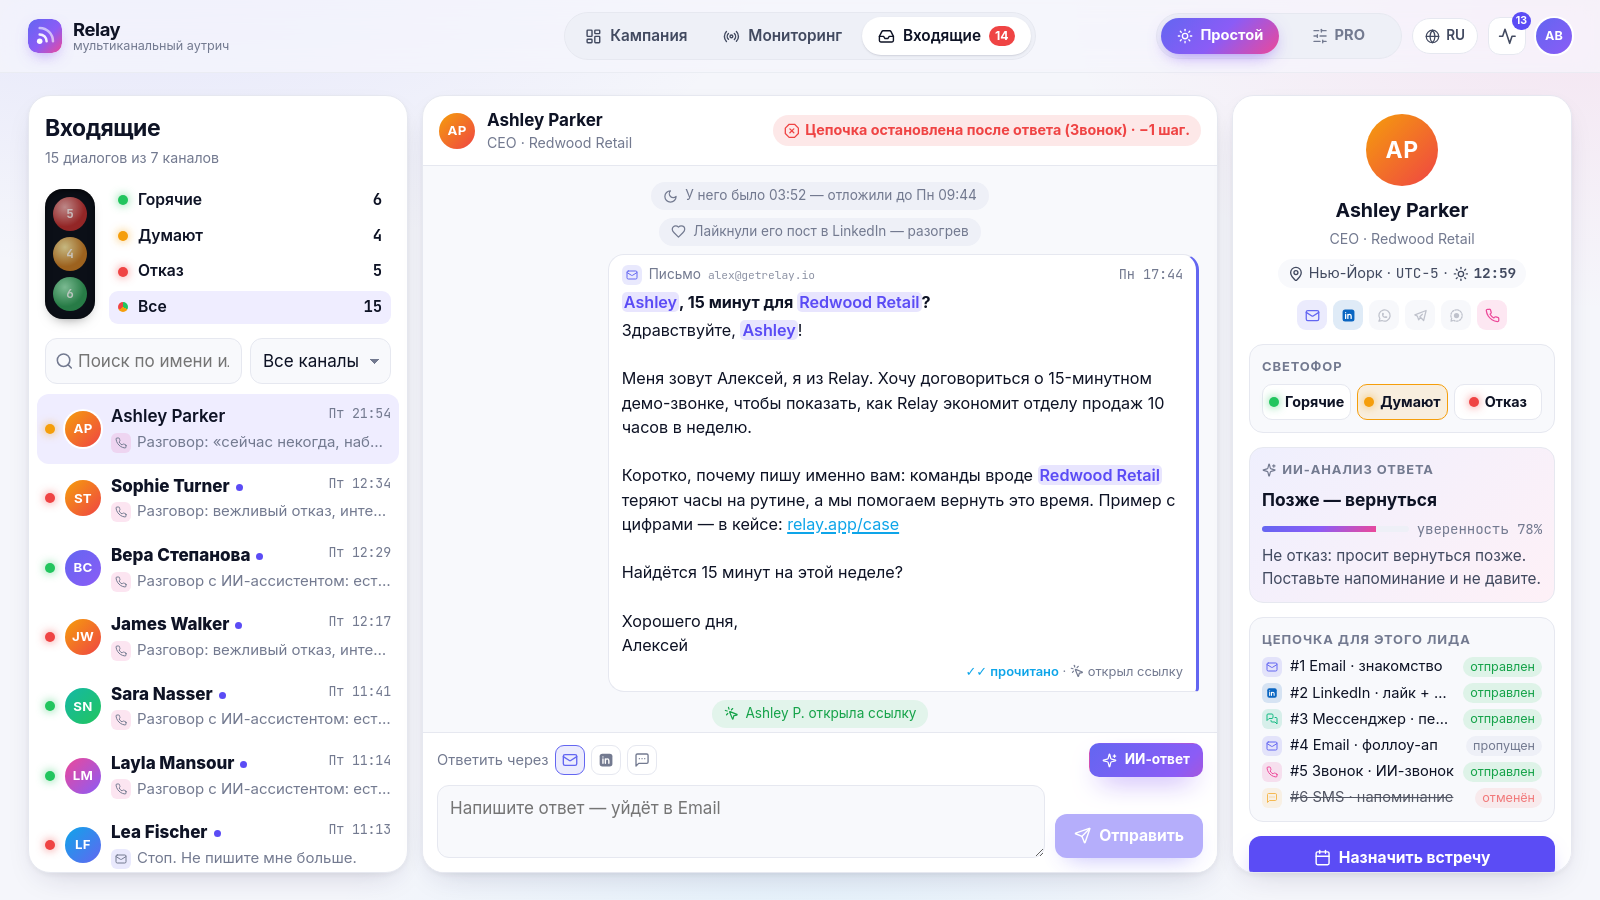 Relay
мультиканальный аутрич
Кампания
Мониторинг
Входящие 14
Простой
PRO
RU
13
AB
Входящие
15 диалогов из 7 каналов
5
4
6
Горячие 6
Думают 4
Отказ 5
Все 15
Поиск по имени и.
Все каналы
AP
Ashley Parker Пт 21:54
Разговор: «сейчас некогда, наб...
ST
Sophie Turner Пт 12:34
Разговор: вежливый отказ, инте...
ВС
Вера Степанова Пт 12:29
Разговор с ИИ-ассистентом: ест...
JW
James Walker Пт 12:17
Разговор: вежливый отказ, инте...
SN
Sara Nasser Пт 11:41
Разговор с ИИ-ассистентом: ест...
LM
Layla Mansour Пт 11:14
Разговор с ИИ-ассистентом: ест...
LF
Lea Fischer Пт 11:13
Стоп. Не пишите мне больше.
AP
Ashley Parker
CEO · Redwood Retail
Цепочка остановлена после ответа (Звонок) · −1 шаг.
У него было 03:52 — отложили до Пн 09:44
Лайкнули его пост в LinkedIn — разогрев
Письмо alex@getrelay.io Пн 17:44
Ashley, 15 минут для Redwood Retail?
Здравствуйте, Ashley!
Меня зовут Алексей, я из Relay. Хочу договориться о 15-минутном
демо-звонке, чтобы показать, как Relay экономит отделу продаж 10
часов в неделю.
Коротко, почему пишу именно вам: команды вроде Redwood Retail
теряют часы на рутине, а мы помогаем вернуть это время. Пример с
цифрами — в кейсе: relay.app/case
Найдётся 15 минут на этой неделе?
Хорошего дня,
Алексей
✓✓ прочитано · открыл ссылку
Ashley P. открыла ссылку
Ответить через
ИИ-ответ
Напишите ответ — уйдёт в Email
Отправить
AP
Ashley Parker
CEO · Redwood Retail
Нью-Йорк · UTC-5 · 12:59
СВЕТОФОР
Горячие
Думают
Отказ
ИИ-АНАЛИЗ ОТВЕТА
Позже — вернуться
уверенность 78%
Не отказ: просит вернуться позже.
Поставьте напоминание и не давите.
ЦЕПОЧКА ДЛЯ ЭТОГО ЛИДА
#1 Email · знакомство отправлен
#2 LinkedIn · лайк + ... отправлен
#3 Мессенджер · пе... отправлен
#4 Email · фоллоу-ап пропущен
#5 Звонок · ИИ-звонок отправлен
#6 SMS · напоминание отменён
Назначить встречу